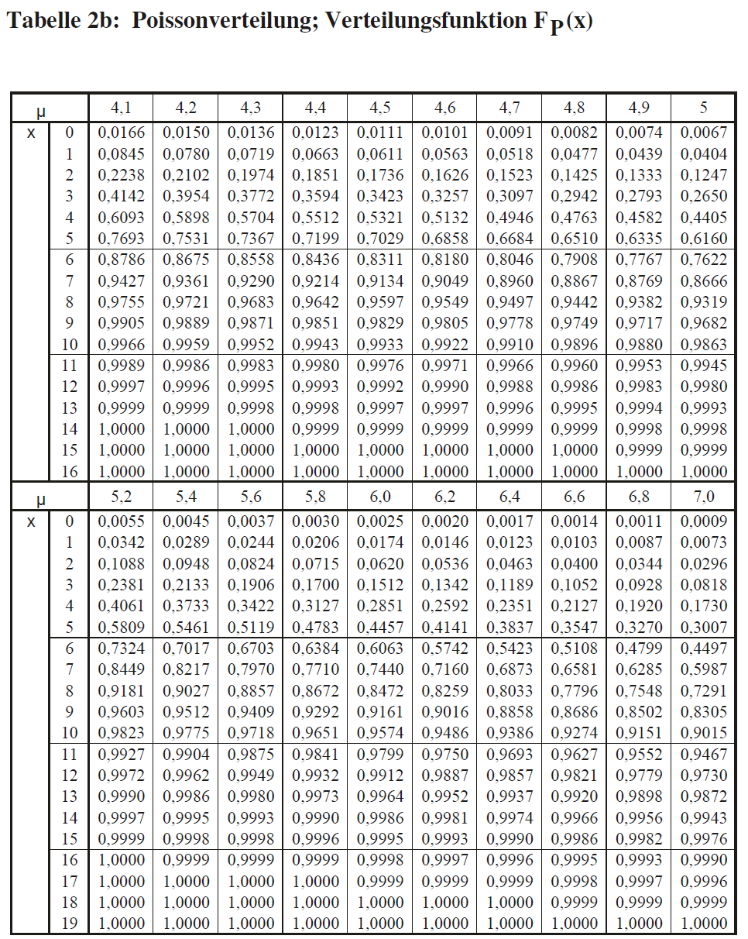 Tabelle 2b: Poissonverteilung; Verteilungsfunktion FP(x)
μ 4,1 4,2 4,3 4,4 4,5 4,6 4,7 4,8 4,9 5
x 0 0,0166 0,0150 0,0136 0,0123 0,0111 0,0101 0,0091 0,0082 0,0074 0,0067
1 0,0845 0,0780 0,0719 0,0663 0,0611 0,0563 0,0518 0,0477 0,0439 0,0404
2 0,2238 0,2102 0,1974 0,1851 0,1736 0,1626 0,1523 0,1425 0,1333 0,1247
3 0,4142 0,3954 0,3772 0,3594 0,3423 0,3257 0,3097 0,2942 0,2793 0,2650
4 0,6093 0,5898 0,5704 0,5512 0,5321 0,5132 0,4946 0,4763 0,4582 0,4405
5 0,7693 0,7531 0,7367 0,7199 0,7029 0,6858 0,6684 0,6510 0,6335 0,6160
6 0,8786 0,8675 0,8558 0,8436 0,8311 0,8180 0,8046 0,7908 0,7767 0,7622
7 0,9427 0,9361 0,9290 0,9214 0,9134 0,9049 0,8960 0,8867 0,8769 0,8666
8 0,9755 0,9721 0,9683 0,9642 0,9597 0,9549 0,9497 0,9442 0,9382 0,9319
9 0,9905 0,9889 0,9871 0,9851 0,9829 0,9805 0,9778 0,9749 0,9717 0,9682
10 0,9966 0,9959 0,9952 0,9943 0,9933 0,9922 0,9910 0,9896 0,9880 0,9863
11 0,9989 0,9986 0,9983 0,9980 0,9976 0,9971 0,9966 0,9960 0,9953 0,9945
12 0,9997 0,9996 0,9995 0,9993 0,9992 0,9990 0,9988 0,9986 0,9983 0,9980
13 0,9999 0,9999 0,9998 0,9998 0,9997 0,9997 0,9996 0,9995 0,9994 0,9993
14 1,0000 1,0000 1,0000 0,9999 0,9999 0,9999 0,9999 0,9999 0,9998 0,9998
15 1,0000 1,0000 1,0000 1,0000 1,0000 1,0000 1,0000 1,0000 0,9999 0,9999
16 1,0000 1,0000 1,0000 1,0000 1,0000 1,0000 1,0000 1,0000 1,0000 1,0000
μ 5,2 5,4 5,6 5,8 6,0 6,2 6,4 6,6 6,8 7,0
x 0 0,0055 0,0045 0,0037 0,0030 0,0025 0,0020 0,0017 0,0014 0,0011 0,0009
1 0,0342 0,0289 0,0244 0,0206 0,0174 0,0146 0,0123 0,0103 0,0087 0,0073
2 0,1088 0,0948 0,0824 0,0715 0,0620 0,0536 0,0463 0,0400 0,0344 0,0296
3 0,2381 0,2133 0,1906 0,1700 0,1512 0,1342 0,1189 0,1052 0,0928 0,0818
4 0,4061 0,3733 0,3422 0,3127 0,2851 0,2592 0,2351 0,2127 0,1920 0,1730
5 0,5809 0,5461 0,5119 0,4783 0,4457 0,4141 0,3837 0,3547 0,3270 0,3007
6 0,7324 0,7017 0,6703 0,6384 0,6063 0,5742 0,5423 0,5108 0,4799 0,4497
7 0,8449 0,8217 0,7970 0,7710 0,7440 0,7160 0,6873 0,6581 0,6285 0,5987
8 0,9181 0,9027 0,8857 0,8672 0,8472 0,8259 0,8033 0,7796 0,7548 0,7291
9 0,9603 0,9512 0,9409 0,9292 0,9161 0,9016 0,8858 0,8686 0,8502 0,8305
10 0,9823 0,9775 0,9718 0,9651 0,9574 0,9486 0,9386 0,9274 0,9151 0,9015
11 0,9927 0,9904 0,9875 0,9841 0,9799 0,9750 0,9693 0,9627 0,9552 0,9467
12 0,9972 0,9962 0,9949 0,9932 0,9912 0,9887 0,9857 0,9821 0,9779 0,9730
13 0,9990 0,9986 0,9980 0,9973 0,9964 0,9952 0,9937 0,9920 0,9898 0,9872
14 0,9997 0,9995 0,9993 0,9990 0,9986 0,9981 0,9974 0,9966 0,9956 0,9943
15 0,9999 0,9998 0,9998 0,9996 0,9995 0,9993 0,9990 0,9986 0,9982 0,9976
16 1,0000 0,9999 0,9999 0,9999 0,9998 0,9997 0,9996 0,9995 0,9993 0,9990
17 1,0000 1,0000 1,0000 1,0000 0,9999 0,9999 0,9999 0,9998 0,9997 0,9996
18 1,0000 1,0000 1,0000 1,0000 1,0000 1,0000 1,0000 0,9999 0,9999 0,9999
19 1,0000 1,0000 1,0000 1,0000 1,0000 1,0000 1,0000 1,0000 1,0000 1,0000